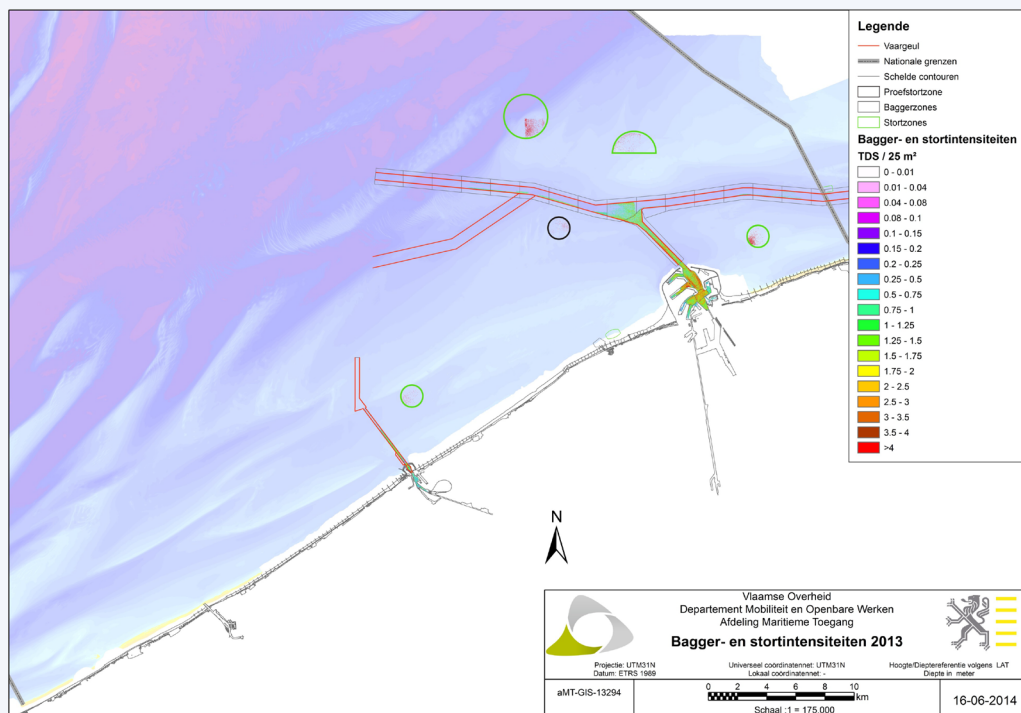 Legende
Vaargeul
Nationale grenzen
Schelde contouren
Proefstortzone
Baggerzones
Stortzones
Bagger- en stortintensiteiten
TDS / 25 m²
0 - 0.01
0.01 - 0.04
0.04 - 0.08
0.08 - 0.1
0.1 - 0.15
0.15 - 0.2
0.2 - 0.25
0.25 - 0.5
0.5 - 0.75
0.75 - 1
1 - 1.25
1.25 - 1.5
1.5 - 1.75
1.75 - 2
2 - 2.5
2.5 - 3
3 - 3.5
3.5 - 4
>4
N
Vlaamse Overheid
Departement Mobiliteit en Openbare Werken
Afdeling Maritieme Toegang
Bagger- en stortintensiteiten 2013
Projectie: UTM31N
Datum: ETRS 1989
Universeel coördinatennet: UTM31N
Lokaal coördinatennet: -
Hoogte/Dieptereferentie volgens LAT
Diepte in meter
aMT-GIS-13294
0 2 4 6 8 10
km
Schaal :1 = 175.000
16-06-2014